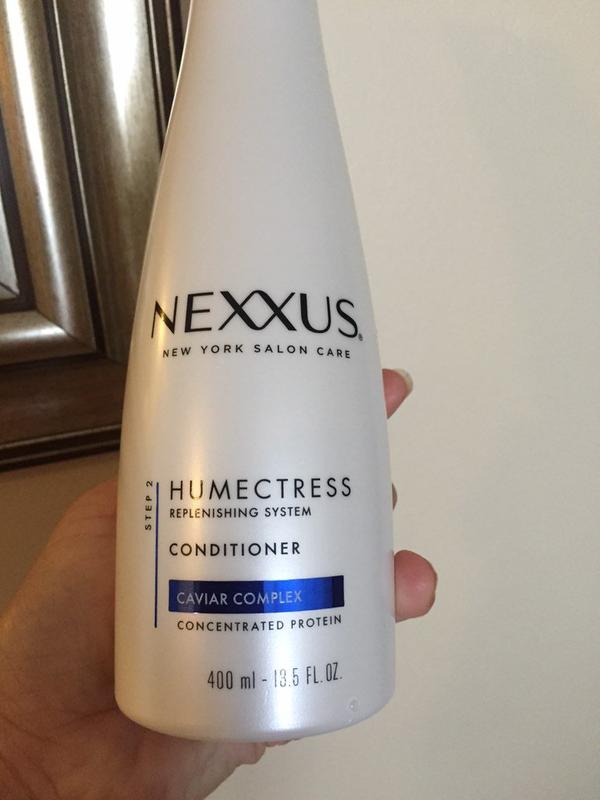 NEXXUS®
NEW YORK SALON CARE
STEP 2
HUMECTRESS
REPLENISHING SYSTEM
CONDITIONER
CAVIAR COMPLEX
CONCENTRATED PROTEIN
400 ml - 13.5 FL. OZ.